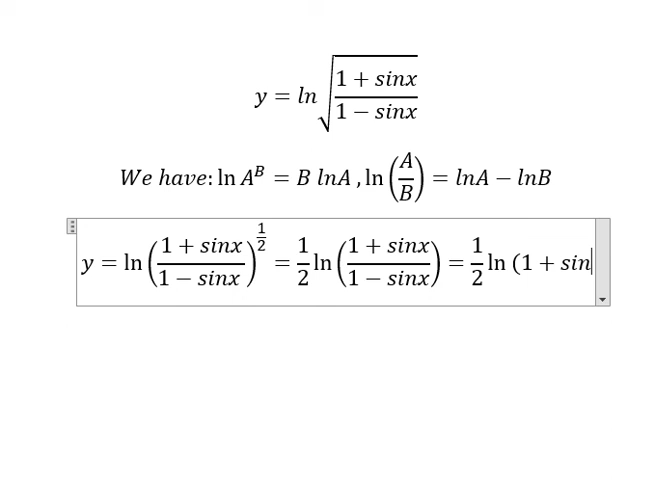 y = ln √((1 + sinx)/(1 − sinx))
We have: ln A^B = B lnA , ln (A/B) = lnA − lnB
y = ln ((1 + sinx)/(1 − sinx))^(1/2) = 1/2 ln ((1 + sinx)/(1 − sinx)) = 1/2 ln (1 + sin